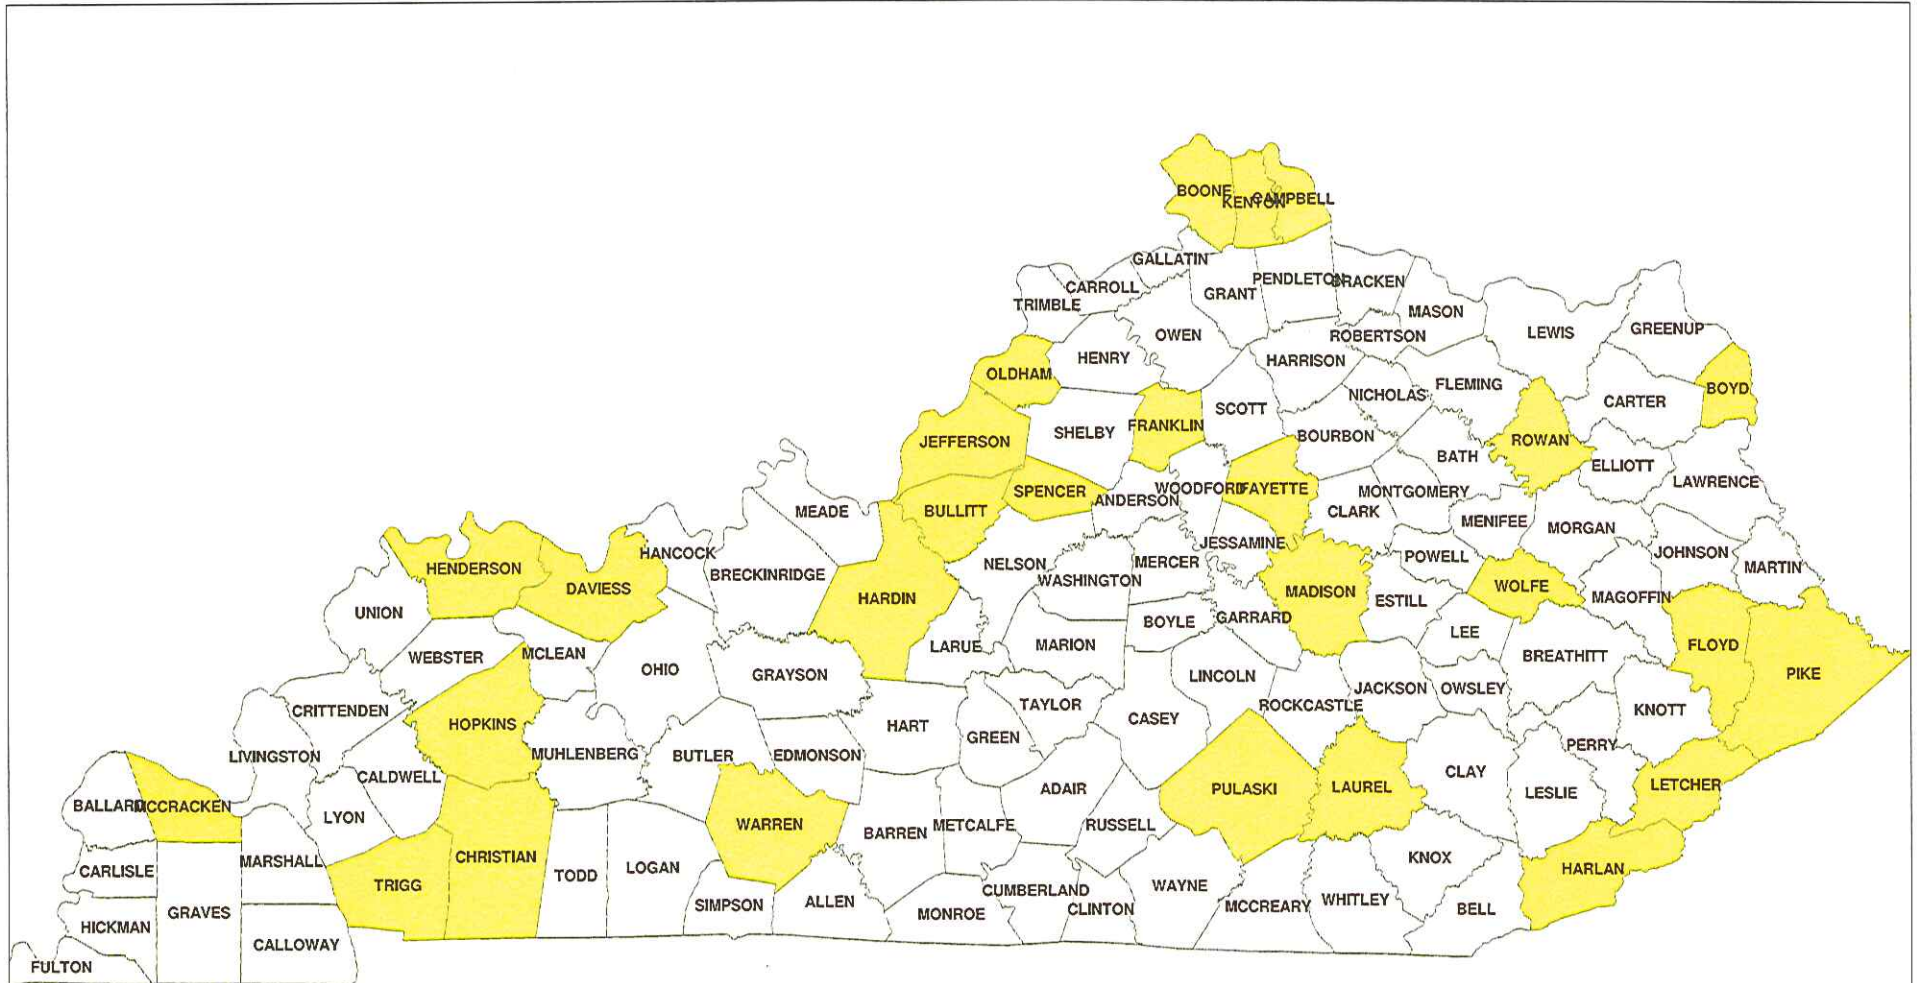 BOONE
KENTON
CAMPBELL
GALLATIN
PENDLETON
BRACKEN
CARROLL
GRANT
TRIMBLE
MASON
OWEN
ROBERTSON
LEWIS
GREENUP
HENRY
HARRISON
OLDHAM
FLEMING
BOYD
NICHOLAS
CARTER
SCOTT
FRANKLIN
SHELBY
JEFFERSON
BOURBON
ROWAN
BATH
ELLIOTT
LAWRENCE
SPENCER
ANDERSON
WOODFORD
FAYETTE
MONTGOMERY
MEADE
BULLITT
CLARK
MENIFEE
MORGAN
JESSAMINE
HANCOCK
JOHNSON
POWELL
NELSON
MERCER
MARTIN
HENDERSON
BRECKINRIDGE
WASHINGTON
DAVIESS
WOLFE
MADISON
HARDIN
MAGOFFIN
ESTILL
UNION
BOYLE
GARRARD
LEE
LARUE
MARION
FLOYD
MCLEAN
WEBSTER
BREATHITT
OHIO
GRAYSON
PIKE
LINCOLN
JACKSON
OWSLEY
TAYLOR
ROCKCASTLE
CRITTENDEN
KNOTT
CASEY
HOPKINS
HART
GREEN
PERRY
MUHLENBERG
BUTLER
EDMONSON
LIVINGSTON
CLAY
CALDWELL
LETCHER
LAUREL
PULASKI
ADAIR
LESLIE
BALLARD
MCCRACKEN
LYON
WARREN
METCALFE
RUSSELL
BARREN
CHRISTIAN
KNOX
MARSHALL
LOGAN
HARLAN
CARLISLE
TODD
TRIGG
WAYNE
CUMBERLAND
WHITLEY
ALLEN
SIMPSON
MCCREARY
CLINTON
BELL
GRAVES
MONROE
HICKMAN
CALLOWAY
FULTON